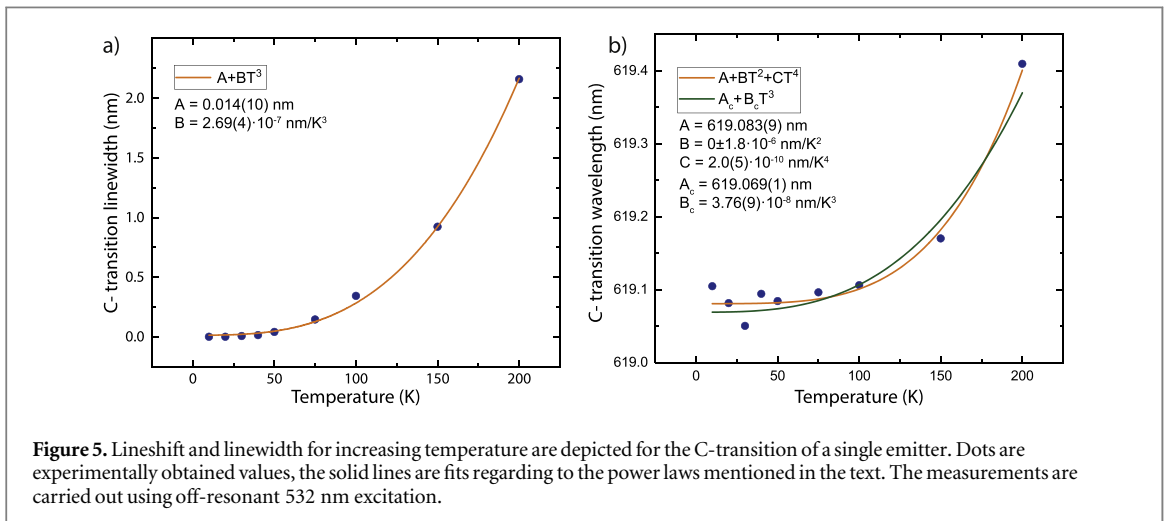 a)
C- transition linewidth (nm)
2.0
1.5
1.0
0.5
0.0
A+BT³
A = 0.014(10) nm
B = 2.69(4)·10⁻⁷ nm/K³
0
50
100
150
200
Temperature (K)
b)
C- transition wavelength (nm)
619.4
619.3
619.2
619.1
619.0
A+BT²+CT⁴
A_c+B_cT³
A = 619.083(9) nm
B = 0±1.8·10⁻⁶ nm/K²
C = 2.0(5)·10⁻¹⁰ nm/K⁴
A_c = 619.069(1) nm
B_c = 3.76(9)·10⁻⁸ nm/K³
0
50
100
150
200
Temperature (K)
Figure 5. Lineshift and linewidth for increasing temperature are depicted for the C-transition of a single emitter. Dots are
experimentally obtained values, the solid lines are fits regarding to the power laws mentioned in the text. The measurements are
carried out using off-resonant 532 nm excitation.